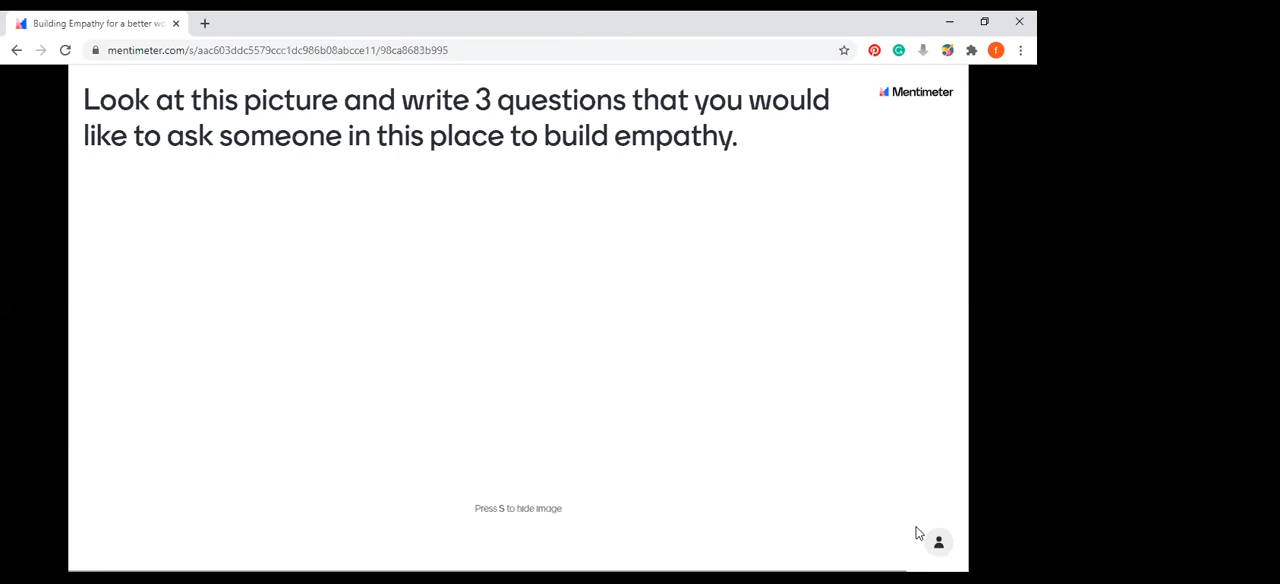 Building Empathy for a better wo
mentimeter.com/s/aac603ddc5579ccc1dc986b08abcce11/98ca8683b995
f
Look at this picture and write 3 questions that you would
like to ask someone in this place to build empathy.
Mentimeter
Press S to hide image